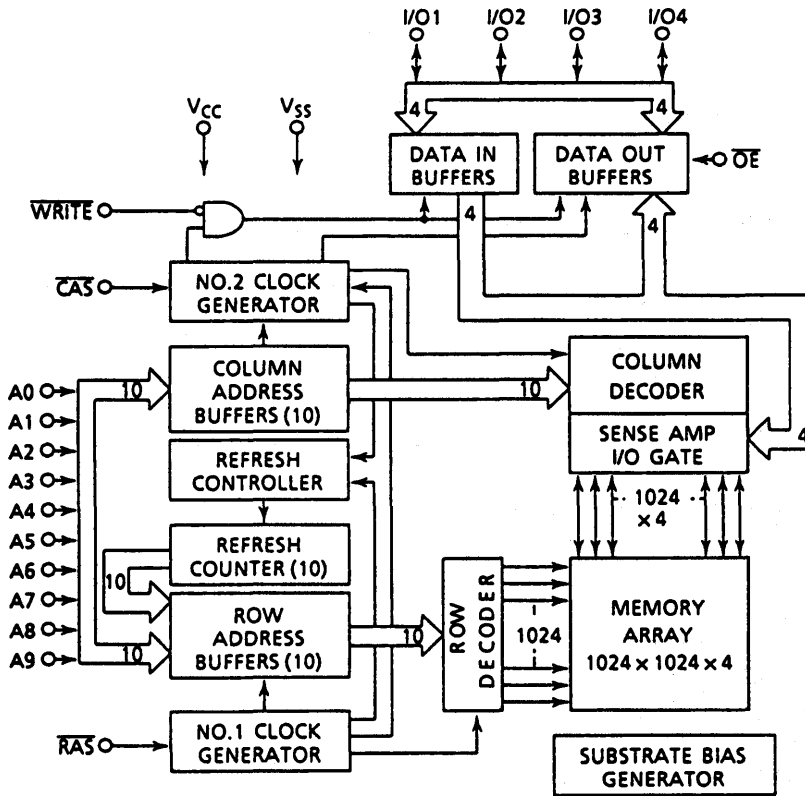 I/O1 I/O2 I/O3 I/O4
VCC VSS
4 4
DATA IN
BUFFERS
DATA OUT
BUFFERS
OE
WRITE
4 4
CAS
NO.2 CLOCK
GENERATOR
A0
A1
A2
A3
A4
A5
A6
A7
A8
A9
10
COLUMN
ADDRESS
BUFFERS (10)
10
COLUMN
DECODER
SENSE AMP
I/O GATE
4
REFRESH
CONTROLLER
1024
x 4
REFRESH
COUNTER (10)
10
ROW
ADDRESS
BUFFERS (10)
10
10
ROW
DECODER
1024
MEMORY
ARRAY
1024 x 1024 x 4
RAS
NO.1 CLOCK
GENERATOR
SUBSTRATE BIAS
GENERATOR